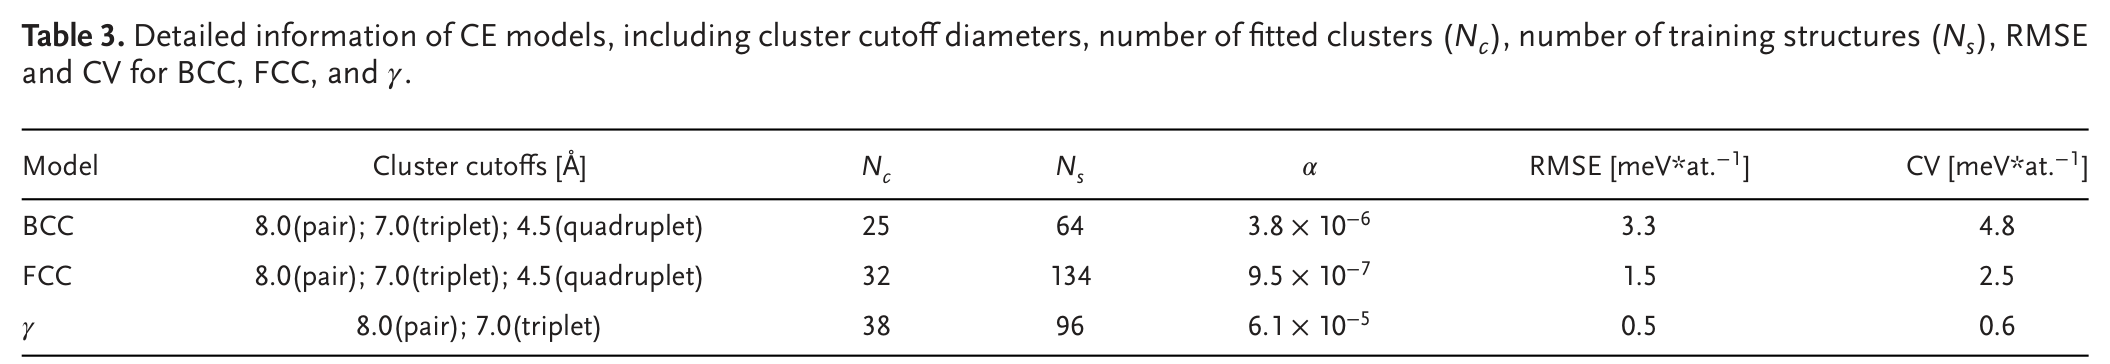 Table 3. Detailed information of CE models, including cluster cutoff diameters, number of fitted clusters (N_c), number of training structures (N_s), RMSE
and CV for BCC, FCC, and γ.
Model Cluster cutoffs [Å] N_c N_s α RMSE [meV*at.⁻¹] CV [meV*at.⁻¹]
BCC 8.0(pair); 7.0(triplet); 4.5(quadruplet) 25 64 3.8 × 10⁻⁶ 3.3 4.8
FCC 8.0(pair); 7.0(triplet); 4.5(quadruplet) 32 134 9.5 × 10⁻⁷ 1.5 2.5
γ 8.0(pair); 7.0(triplet) 38 96 6.1 × 10⁻⁵ 0.5 0.6